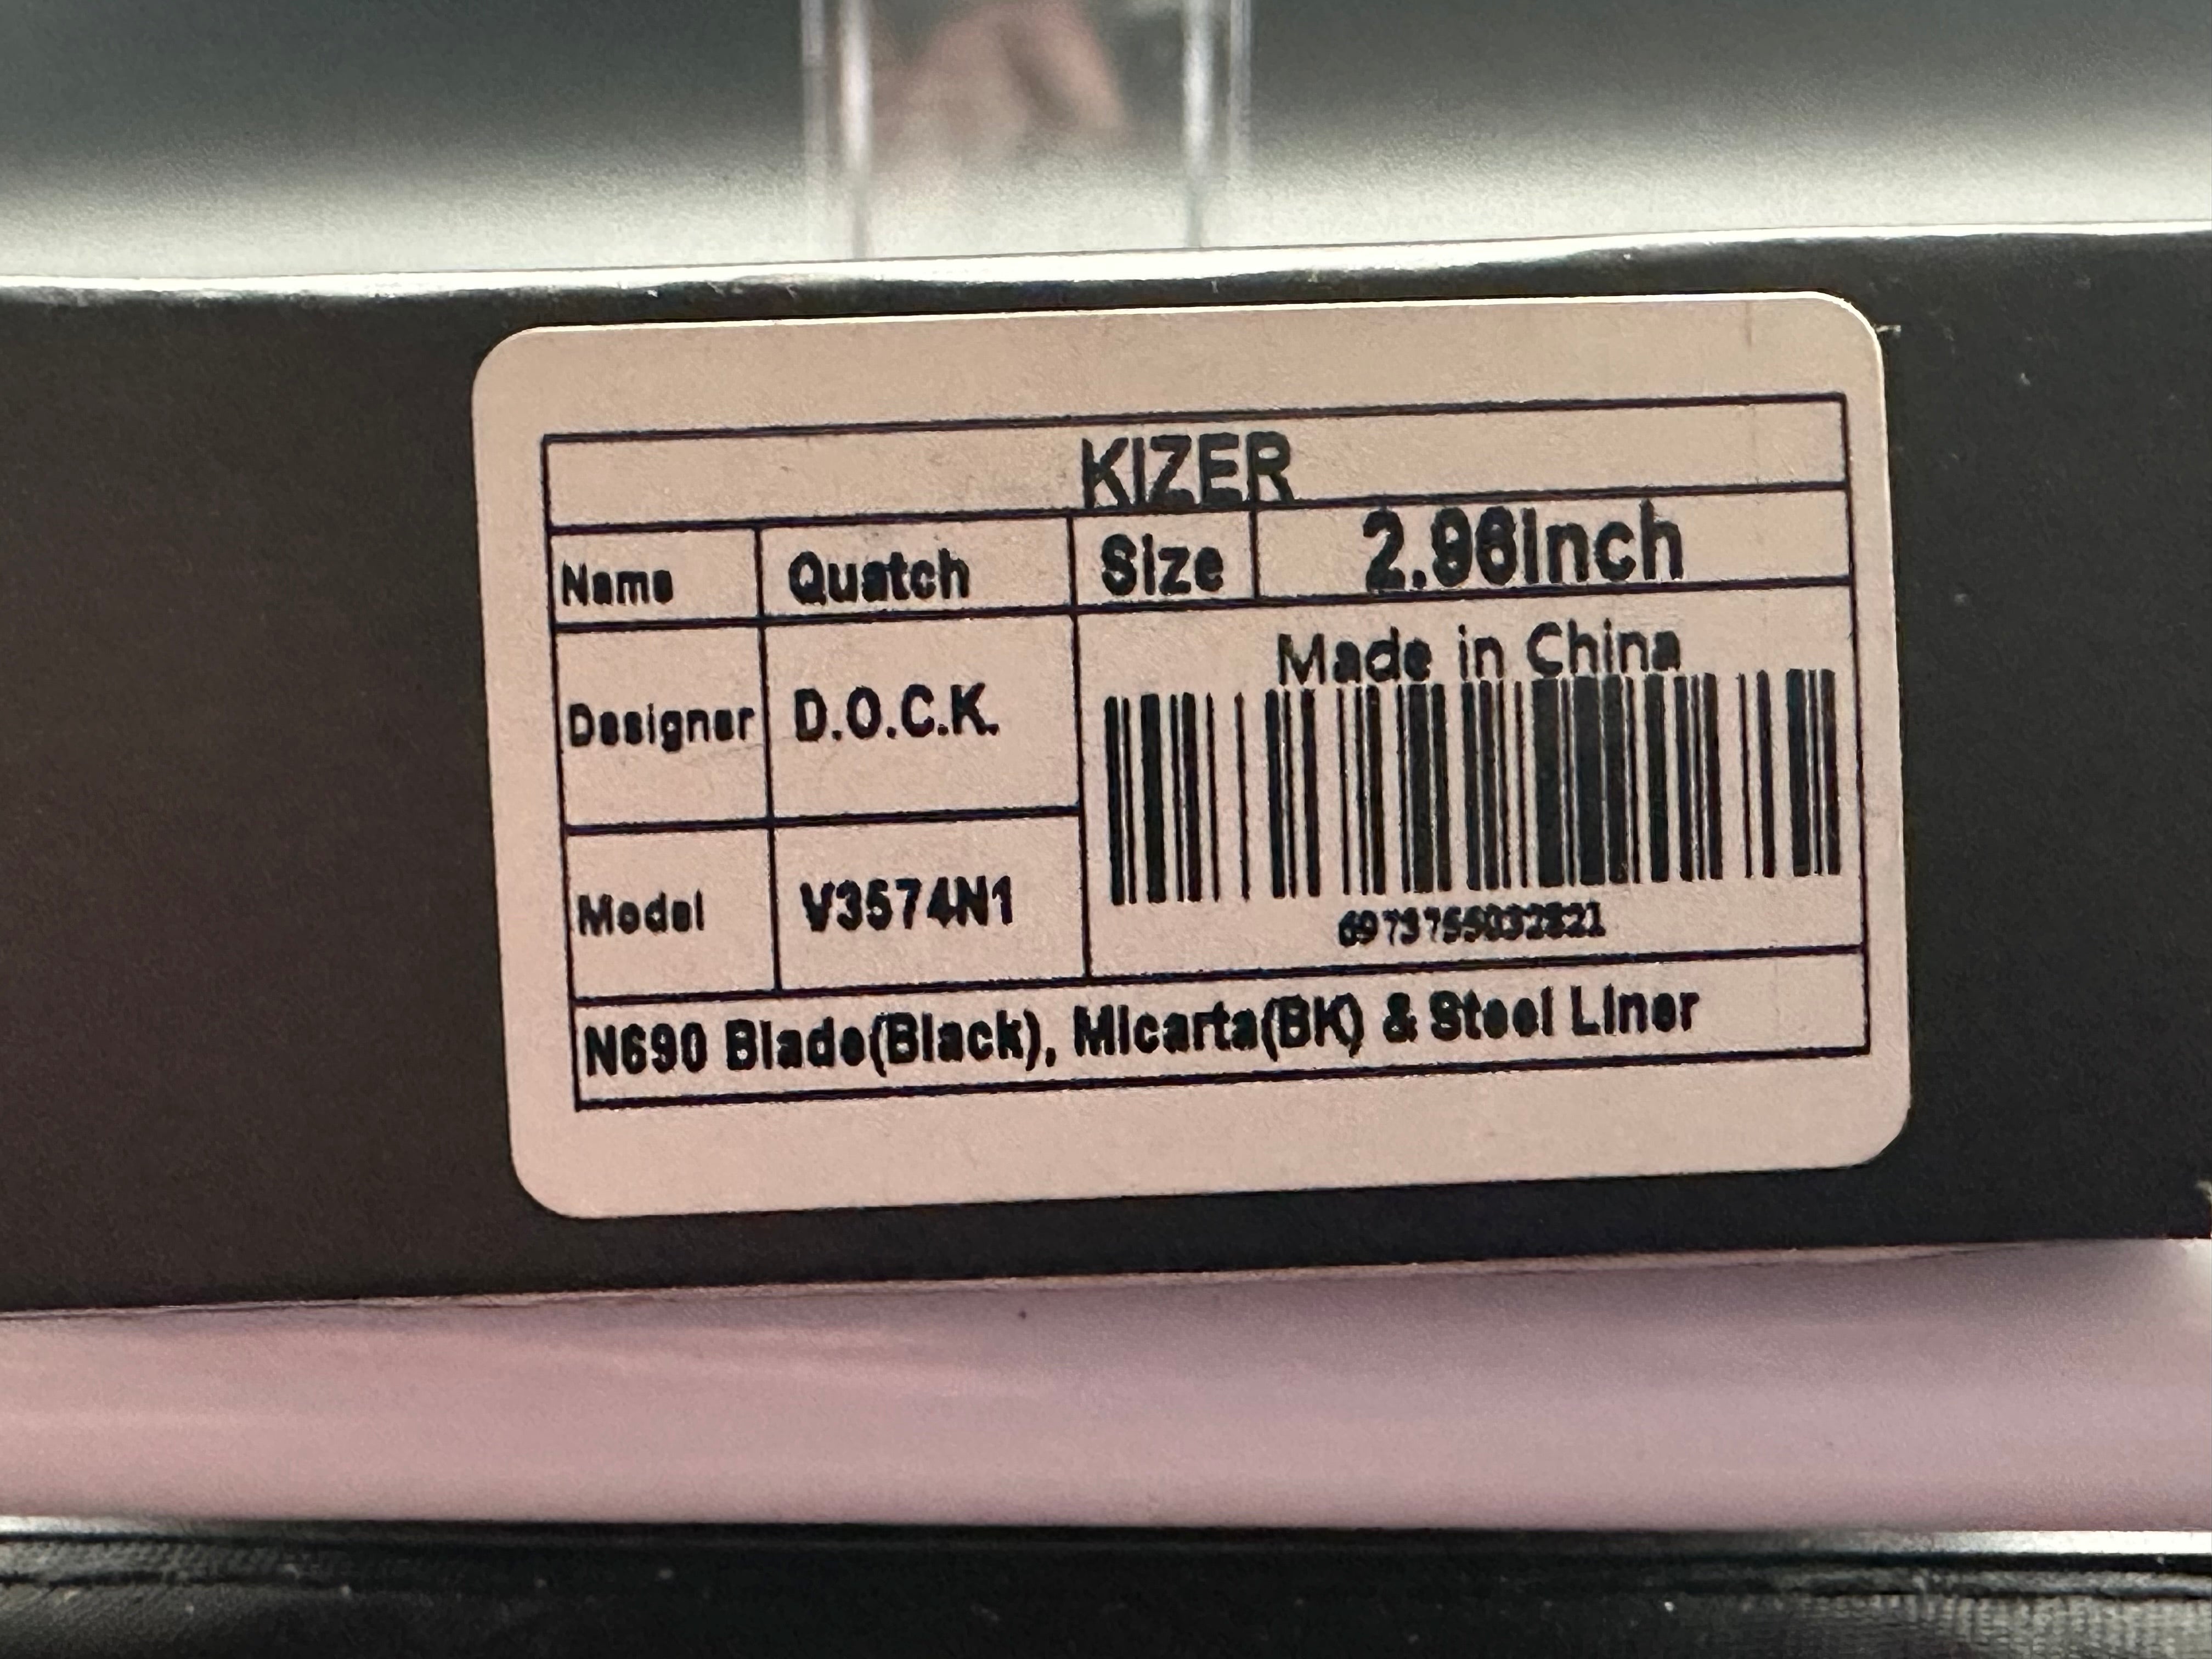 KIZER
Name Quatch Size 2.96inch
Made in China
Designer D.O.C.K.
Model V3574N1
6973755032821
N690 Blade(Black), Micarta(BK) & Steel Liner